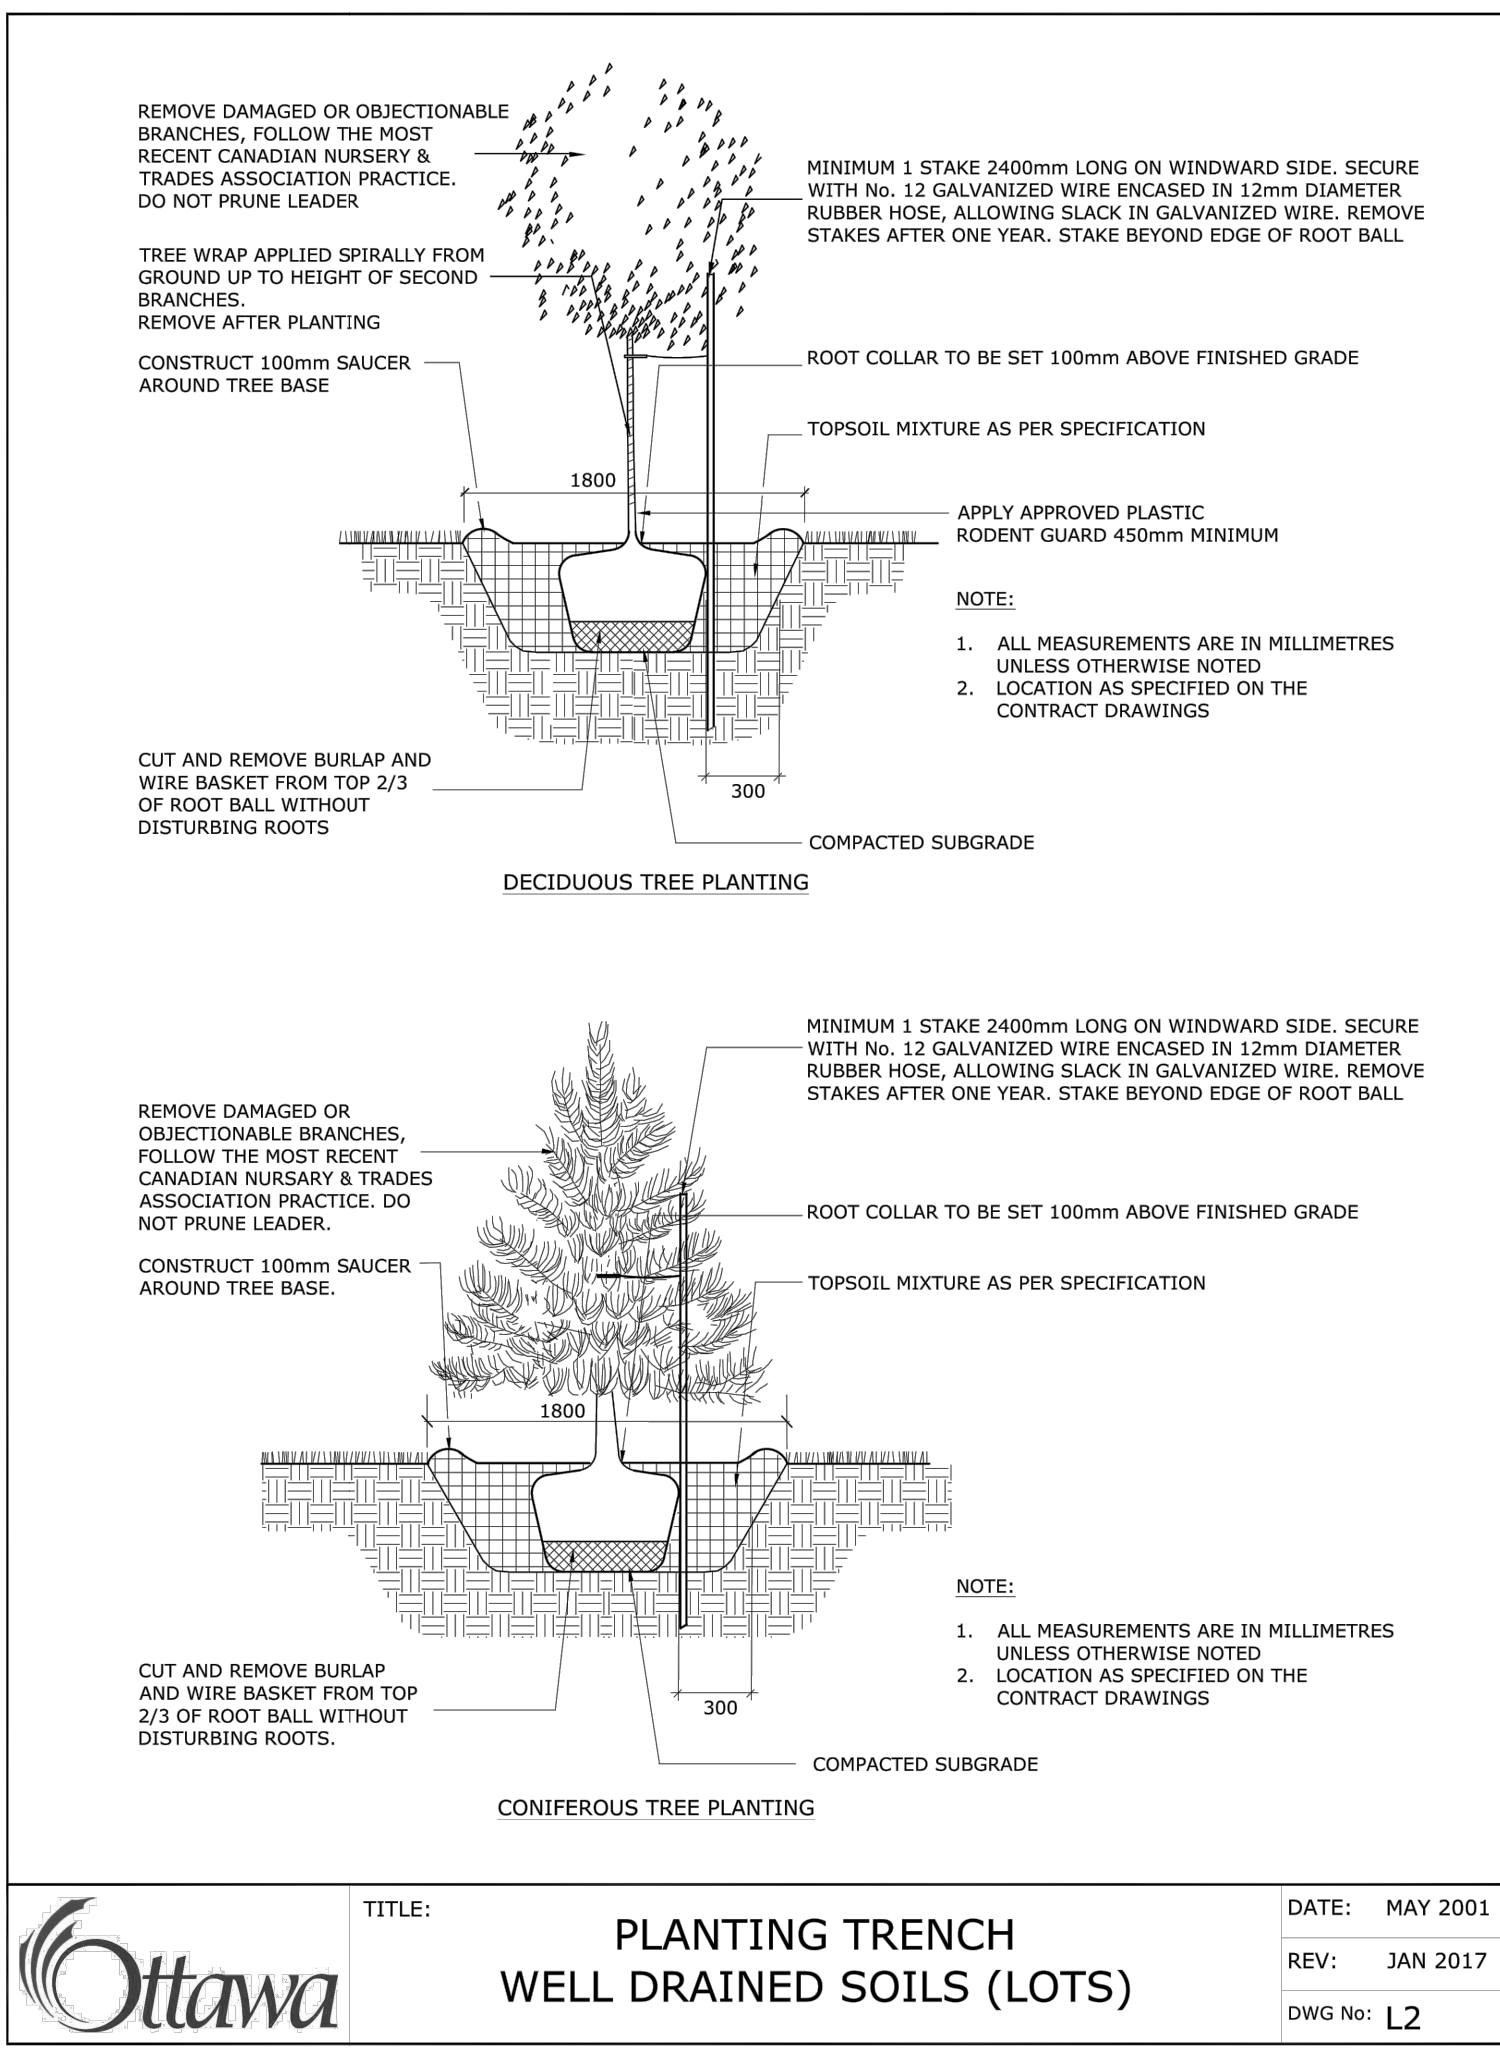 REMOVE DAMAGED OR OBJECTIONABLE
BRANCHES, FOLLOW THE MOST
RECENT CANADIAN NURSERY &
TRADES ASSOCIATION PRACTICE.
DO NOT PRUNE LEADER
MINIMUM 1 STAKE 2400mm LONG ON WINDWARD SIDE. SECURE
WITH No. 12 GALVANIZED WIRE ENCASED IN 12mm DIAMETER
RUBBER HOSE, ALLOWING SLACK IN GALVANIZED WIRE. REMOVE
STAKES AFTER ONE YEAR. STAKE BEYOND EDGE OF ROOT BALL
TREE WRAP APPLIED SPIRALLY FROM
GROUND UP TO HEIGHT OF SECOND
BRANCHES.
REMOVE AFTER PLANTING
CONSTRUCT 100mm SAUCER
AROUND TREE BASE
ROOT COLLAR TO BE SET 100mm ABOVE FINISHED GRADE
TOPSOIL MIXTURE AS PER SPECIFICATION
1800
APPLY APPROVED PLASTIC
RODENT GUARD 450mm MINIMUM
NOTE:
1. ALL MEASUREMENTS ARE IN MILLIMETRES
UNLESS OTHERWISE NOTED
2. LOCATION AS SPECIFIED ON THE
CONTRACT DRAWINGS
CUT AND REMOVE BURLAP AND
WIRE BASKET FROM TOP 2/3
OF ROOT BALL WITHOUT
DISTURBING ROOTS
300
COMPACTED SUBGRADE
DECIDUOUS TREE PLANTING
MINIMUM 1 STAKE 2400mm LONG ON WINDWARD SIDE. SECURE
WITH No. 12 GALVANIZED WIRE ENCASED IN 12mm DIAMETER
RUBBER HOSE, ALLOWING SLACK IN GALVANIZED WIRE. REMOVE
STAKES AFTER ONE YEAR. STAKE BEYOND EDGE OF ROOT BALL
REMOVE DAMAGED OR
OBJECTIONABLE BRANCHES,
FOLLOW THE MOST RECENT
CANADIAN NURSARY & TRADES
ASSOCIATION PRACTICE. DO
NOT PRUNE LEADER.
ROOT COLLAR TO BE SET 100mm ABOVE FINISHED GRADE
CONSTRUCT 100mm SAUCER
AROUND TREE BASE.
TOPSOIL MIXTURE AS PER SPECIFICATION
1800
NOTE:
1. ALL MEASUREMENTS ARE IN MILLIMETRES
UNLESS OTHERWISE NOTED
2. LOCATION AS SPECIFIED ON THE
CONTRACT DRAWINGS
CUT AND REMOVE BURLAP
AND WIRE BASKET FROM TOP
2/3 OF ROOT BALL WITHOUT
DISTURBING ROOTS.
300
COMPACTED SUBGRADE
CONIFEROUS TREE PLANTING
Ottawa
TITLE:
PLANTING TRENCH
WELL DRAINED SOILS (LOTS)
DATE: MAY 2001
REV: JAN 2017
DWG No: L2